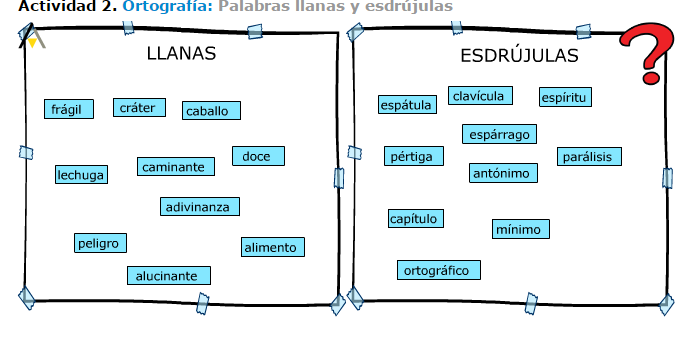 Actividad 2. Ortografía: Palabras llanas y esdrújulas
LLANAS
frágil
cráter
caballo
doce
lechuga
caminante
adivinanza
peligro
alimento
alucinante
ESDRÚJULAS
?
espátula
clavícula
espíritu
espárrago
pértiga
parálisis
antónimo
capítulo
mínimo
ortográfico